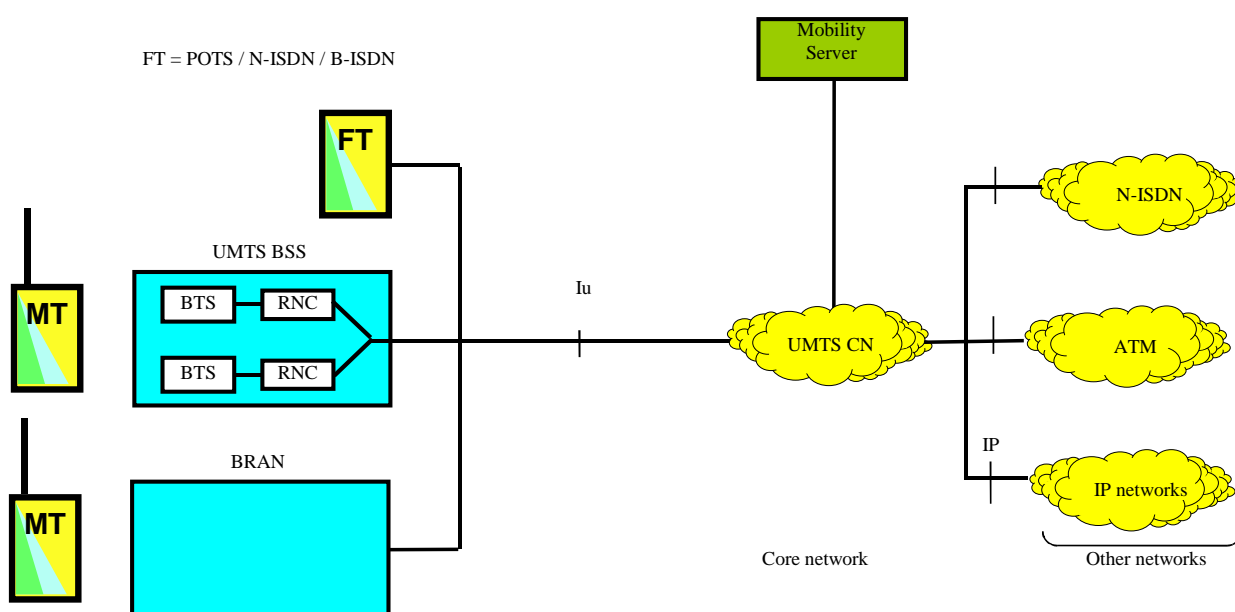 Mobility
Server
FT = POTS / N-ISDN / B-ISDN
FT
N-ISDN
UMTS BSS
MT
BTS
RNC
Iu
UMTS CN
ATM
BTS
RNC
BRAN
IP
MT
IP networks
Core network
Other networks